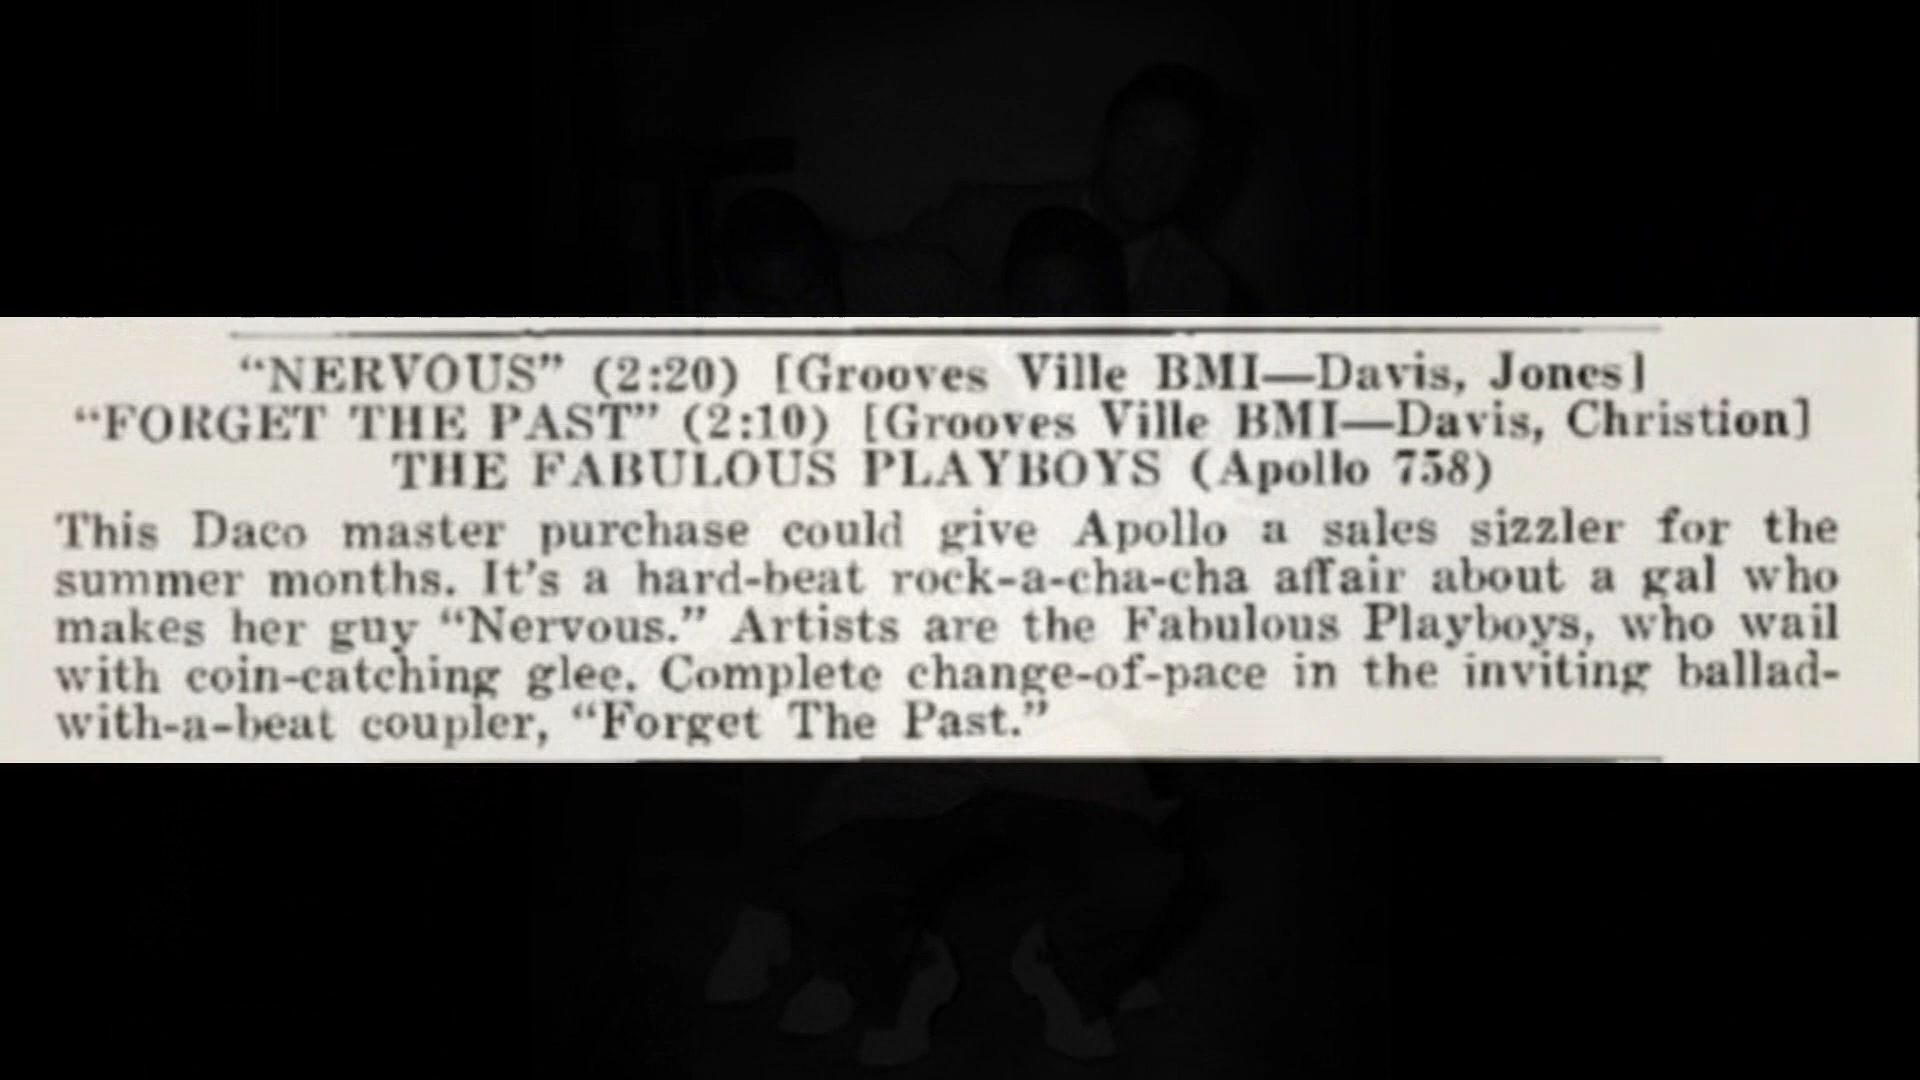 “NERVOUS” (2:20) [Grooves Ville BMI—Davis, Jones]
“FORGET THE PAST” (2:10) [Grooves Ville BMI—Davis, Christion]
THE FABULOUS PLAYBOYS (Apollo 758)
This Daco master purchase could give Apollo a sales sizzler for the
summer months. It's a hard-beat rock-a-cha-cha affair about a gal who
makes her guy “Nervous.” Artists are the Fabulous Playboys, who wail
with coin-catching glee. Complete change-of-pace in the inviting ballad-
with-a-beat coupler, “Forget The Past.”